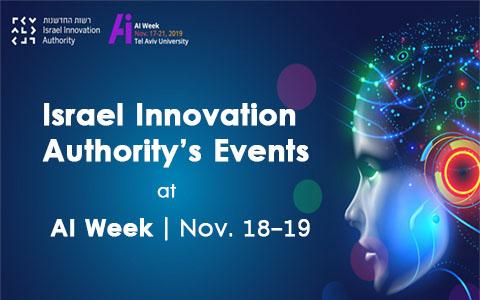 רשות החדשנות
Israel Innovation
Authority
Ai
AI Week
Nov. 17-21, 2019
Tel Aviv University
Israel Innovation
Authority's Events
at
AI Week | Nov. 18-19